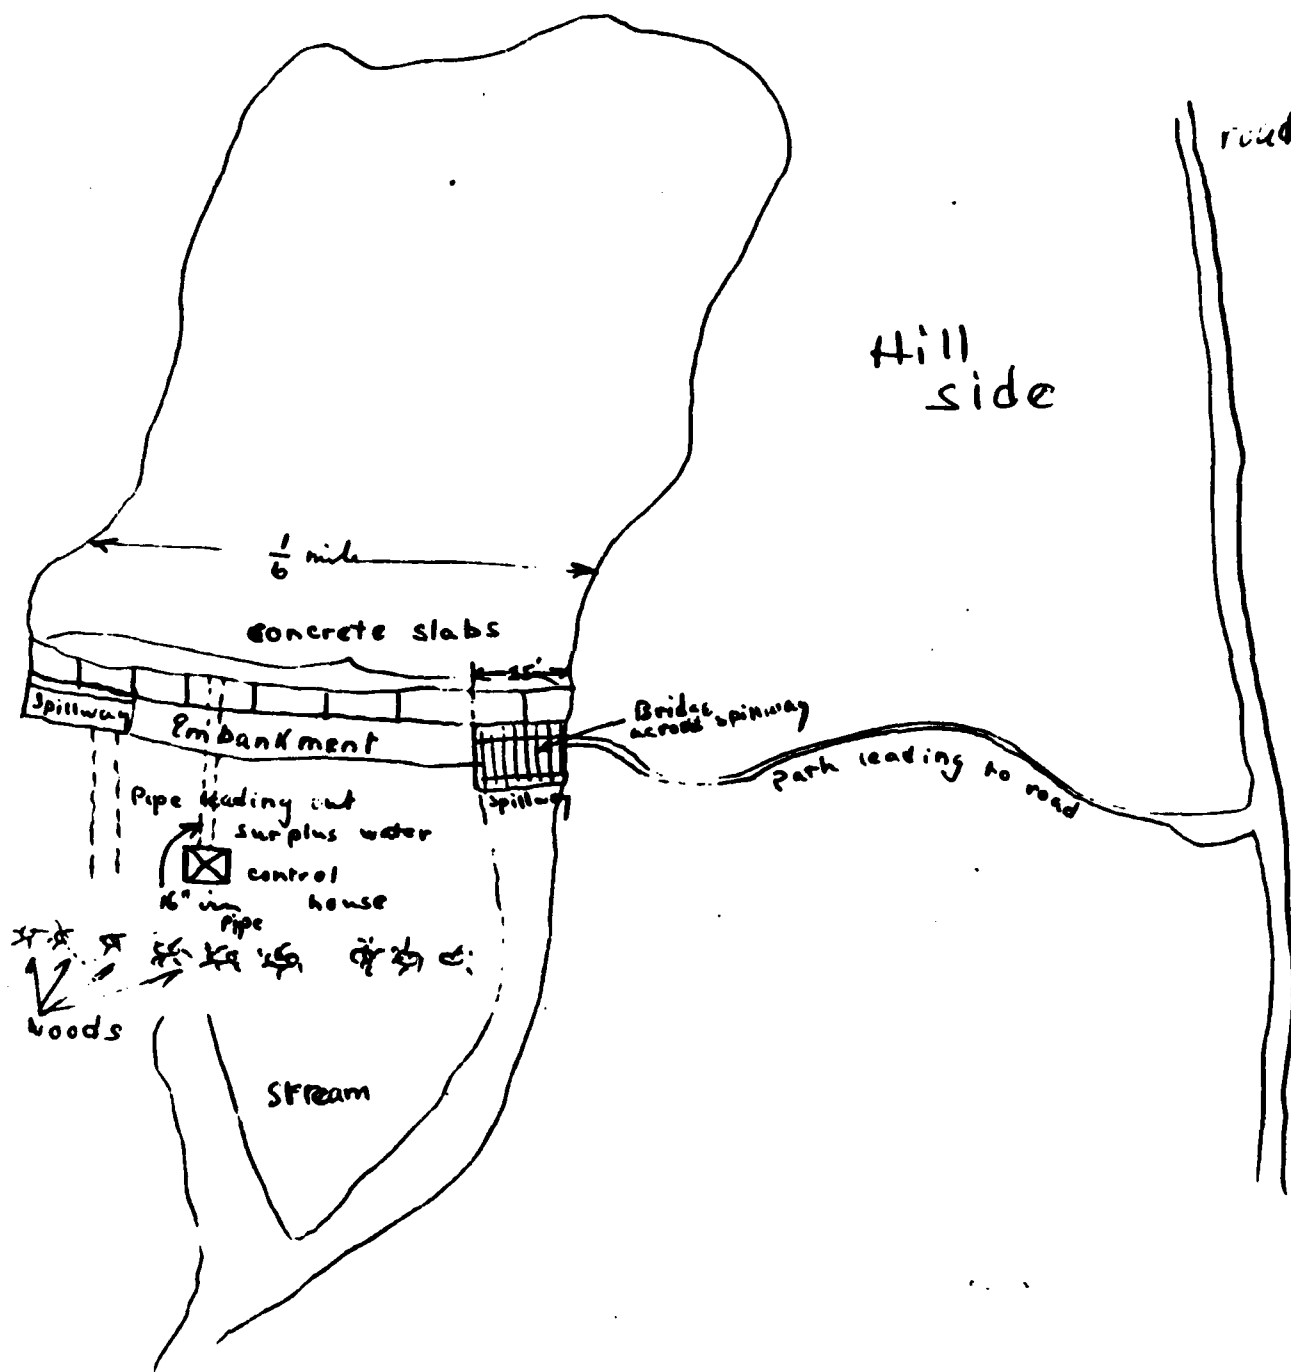 road
Hill
side
1/6 mile
concrete slabs
Spillway
Embankment
Bridge
across spillway
Spillway
Path leading to road
Pipe leading out
surplus water
control
house
16" iron
Pipe
Woods
Stream